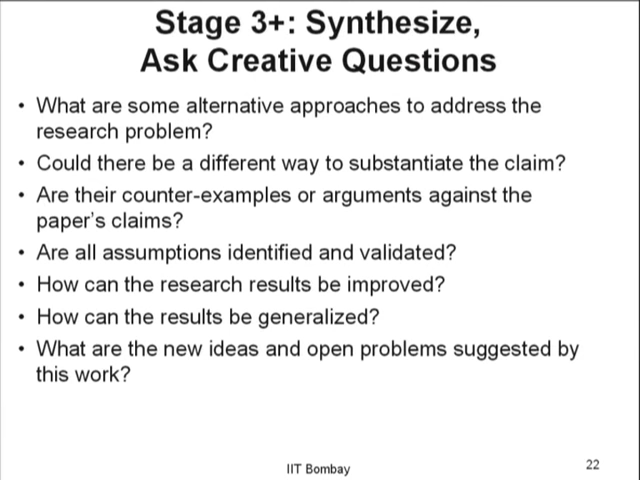 Stage 3+: Synthesize,
Ask Creative Questions
• What are some alternative approaches to address the
research problem?
• Could there be a different way to substantiate the claim?
• Are their counter-examples or arguments against the
paper's claims?
• Are all assumptions identified and validated?
• How can the research results be improved?
• How can the results be generalized?
• What are the new ideas and open problems suggested by
this work?
IIT Bombay
22